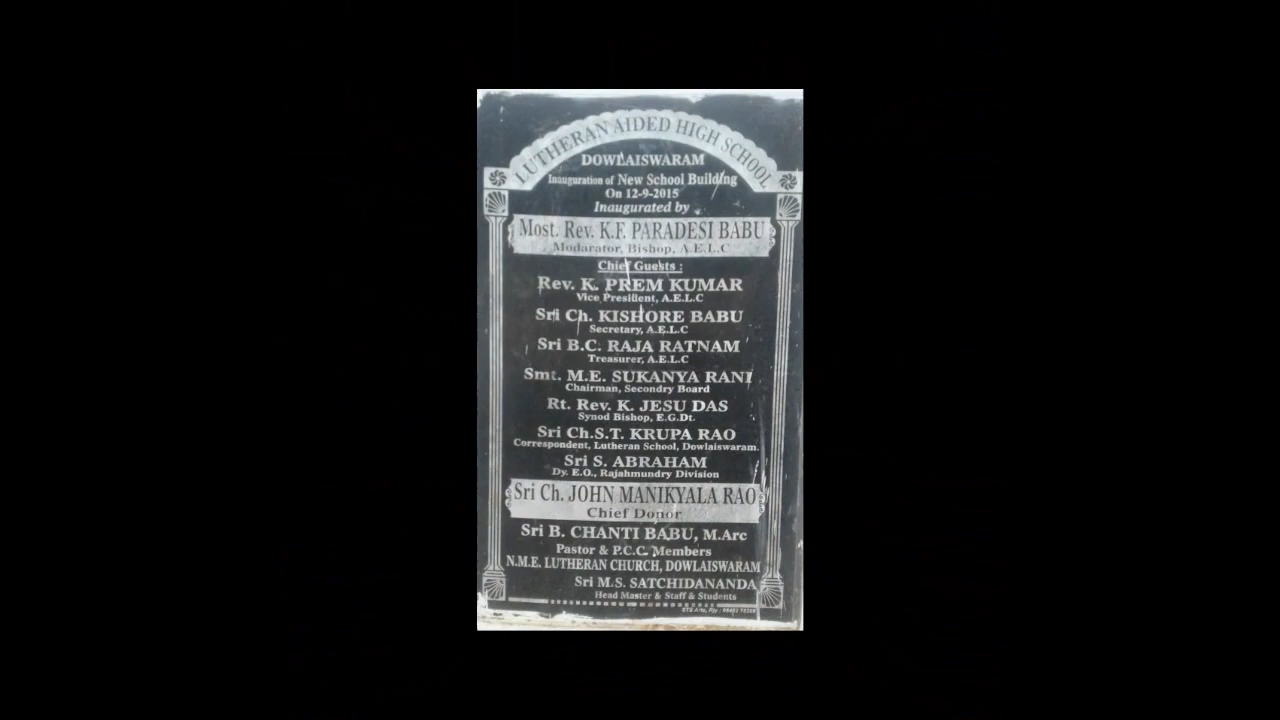 LUTHERAN AIDED HIGH SCHOOL
DOWLAISWARAM
Inauguration of New School Building
On 12-9-2015
Inaugurated by
Most. Rev. K.F. PARADESI BABU
Modarator, Bishop, A.E.L.C
Chief Guests :
Rev. K. PREM KUMAR
Vice President, A.E.L.C
Sri Ch. KISHORE BABU
Secretary, A.E.L.C
Sri B.C. RAJA RATNAM
Treasurer, A.E.L.C
Smt. M.E. SUKANYA RANI
Chairman, Secondry Board
Rt. Rev. K. JESU DAS
Synod Bishop, E.G.Dt.
Sri Ch.S.T. KRUPA RAO
Correspondent, Lutheran School, Dowlaiswaram.
Sri S. ABRAHAM
Dy. E.O., Rajahmundry Division
Sri Ch. JOHN MANIKYALA RAO
Chief Donor
Sri B. CHANTI BABU, M.Arc
Pastor & P.C.C. Members
N.M.E. LUTHERAN CHURCH, DOWLAISWARAM
Sri M.S. SATCHIDANANDA
Head Master & Staff & Students
Arts, Rjy :